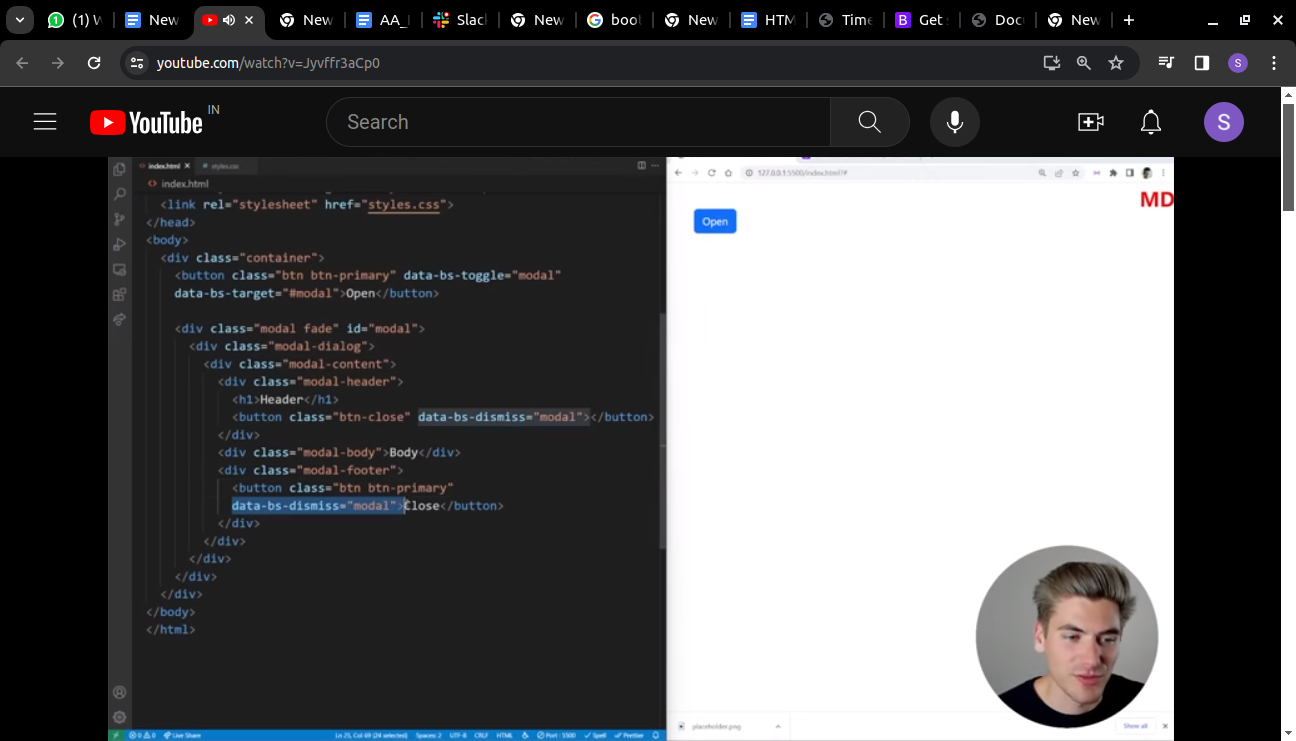 (1) W
New
New
AA_
Slac
New
boot
New
HTM
Time
Get
Doc
New
youtube.com/watch?v=Jyvffr3aCp0
S
YouTube IN
Search
S
index.html
styles.css
127.0.0.1:5500/index.html?#
index.html
MD
Open
<link rel="stylesheet" href="styles.css">
</head>
<body>
<div class="container">
<button class="btn btn-primary" data-bs-toggle="modal"
data-bs-target="#modal">Open</button>
<div class="modal fade" id="modal">
<div class="modal-dialog">
<div class="modal-content">
<div class="modal-header">
<h1>Header</h1>
<button class="btn-close" data-bs-dismiss="modal"></button>
</div>
<div class="modal-body">Body</div>
<div class="modal-footer">
<button class="btn btn-primary"
data-bs-dismiss="modal">Close</button>
</div>
</div>
</div>
</div>
</div>
</body>
</html>
placeholder.png
Show all
0 0 Live Share
Ln 23, Col 69 (24 selected)
Spaces: 2
UTF-8
CRLF
HTML
Port : 5500
Spell
Prettier